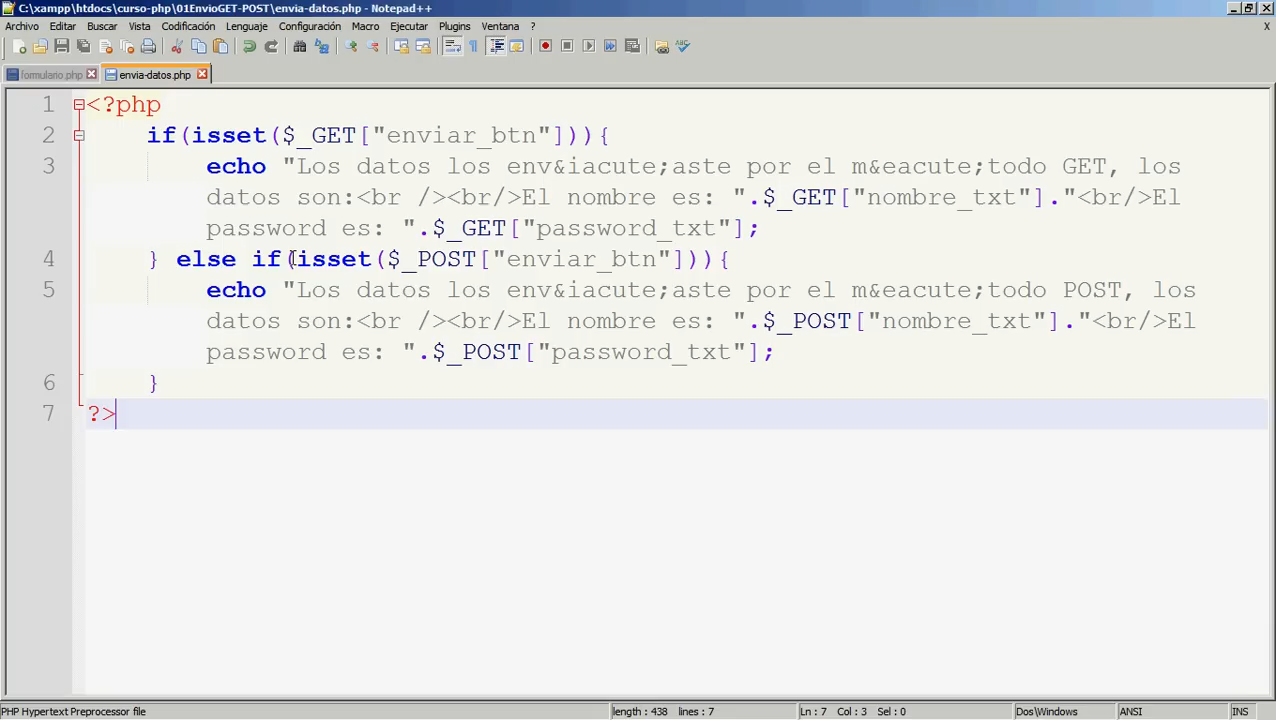 C:\xampp\htdocs\curso-php\01EnvioGET-POST\envia-datos.php - Notepad++
Archivo Editar Buscar Vista Codificación Lenguaje Configuración Macro Ejecutar Plugins Ventana ? X
formulario.php envia-datos.php
1 <?php
2 if(isset($_GET["enviar_btn"])){
3 echo "Los datos los env&iacute;aste por el m&eacute;todo GET, los
datos son:<br /><br/>El nombre es: ".$_GET["nombre_txt"]."<br/>El
password es: ".$_GET["password_txt"];
4 } else if(isset($_POST["enviar_btn"])){
5 echo "Los datos los env&iacute;aste por el m&eacute;todo POST, los
datos son:<br /><br/>El nombre es: ".$_POST["nombre_txt"]."<br/>El
password es: ".$_POST["password_txt"];
6 }
7 ?>
PHP Hypertext Preprocessor file length : 438 lines : 7 Ln : 7 Col : 3 Sel : 0 Dos\Windows ANSI INS